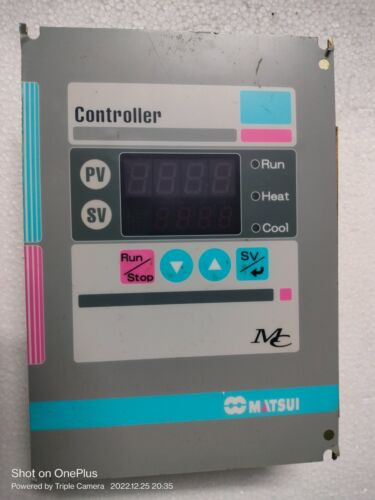 Controller
PV
SV
Run
Heat
Cool
Run
Stop
SV
MC
MATSUI
Shot on OnePlus
Powered by Triple Camera 2022.12.25 20:35